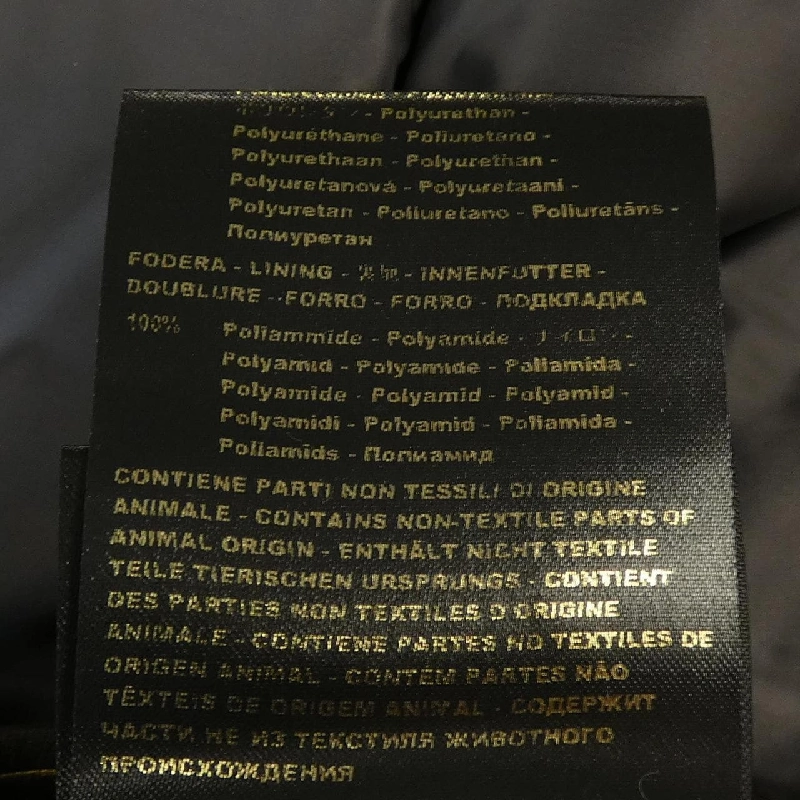 - Polyurethan -
Polyuréthane - Poliuretano -
Polyurethaan - Polyurethan -
Polyuretanová - Polyuretaani -
Polyuretan - Poliuretano - Poliuretāns -
Полиуретан
FODERA - LINING - 裏地 - INNENFUTTER -
DOUBLURE - FORRO - FORRO - ПОДКЛАДКА
100% Poliammide - Polyamide - ナイロン -
Polyamid - Polyamide - Poliamida -
Polyamide - Polyamid - Polyamid -
Polyamidi - Polyamid - Poliamida -
Poliamids - Полиамид
CONTIENE PARTI NON TESSILI DI ORIGINE
ANIMALE - CONTAINS NON-TEXTILE PARTS OF
ANIMAL ORIGIN - ENTHÄLT NICHT TEXTILE
TEILE TIERISCHEN URSPRUNGS - CONTIENT
DES PARTIES NON TEXTILES D'ORIGINE
ANIMALE - CONTIENE PARTES NO TEXTILES DE
ORIGEN ANIMAL - CONTÉM PARTES NÃO
TÊXTEIS DE ORIGEM ANIMAL - СОДЕРЖИТ
ЧАСТИ НЕ ИЗ ТЕКСТИЛЯ ЖИВОТНОГО
ПРОИСХОЖДЕНИЯ